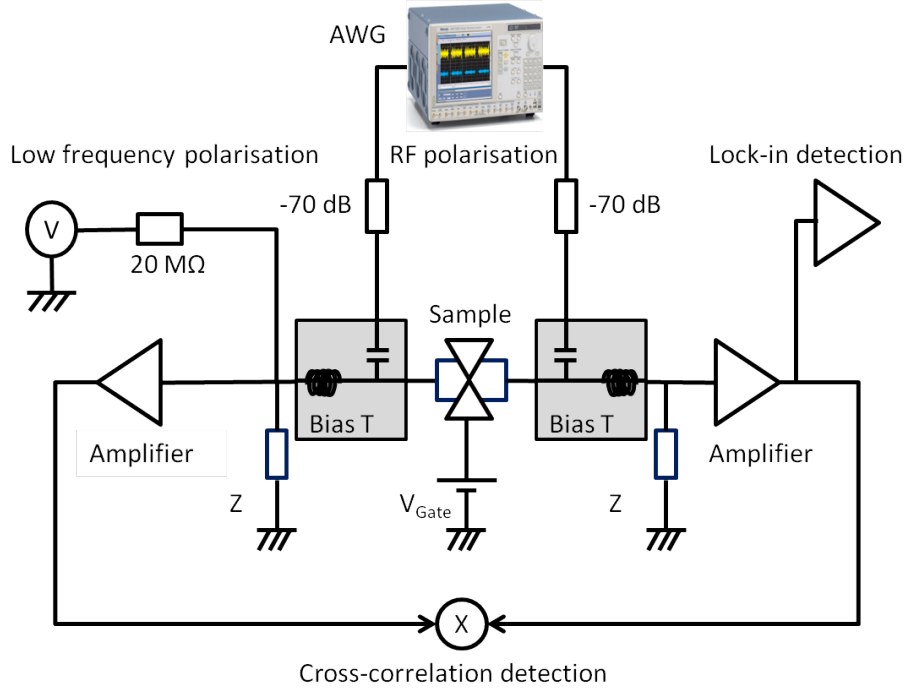 AWG
Low frequency polarisation
RF polarisation
Lock-in detection
-70 dB
-70 dB
V
20 MΩ
Sample
Bias T
Bias T
Amplifier
Amplifier
Z
V_Gate
Z
X
Cross-correlation detection